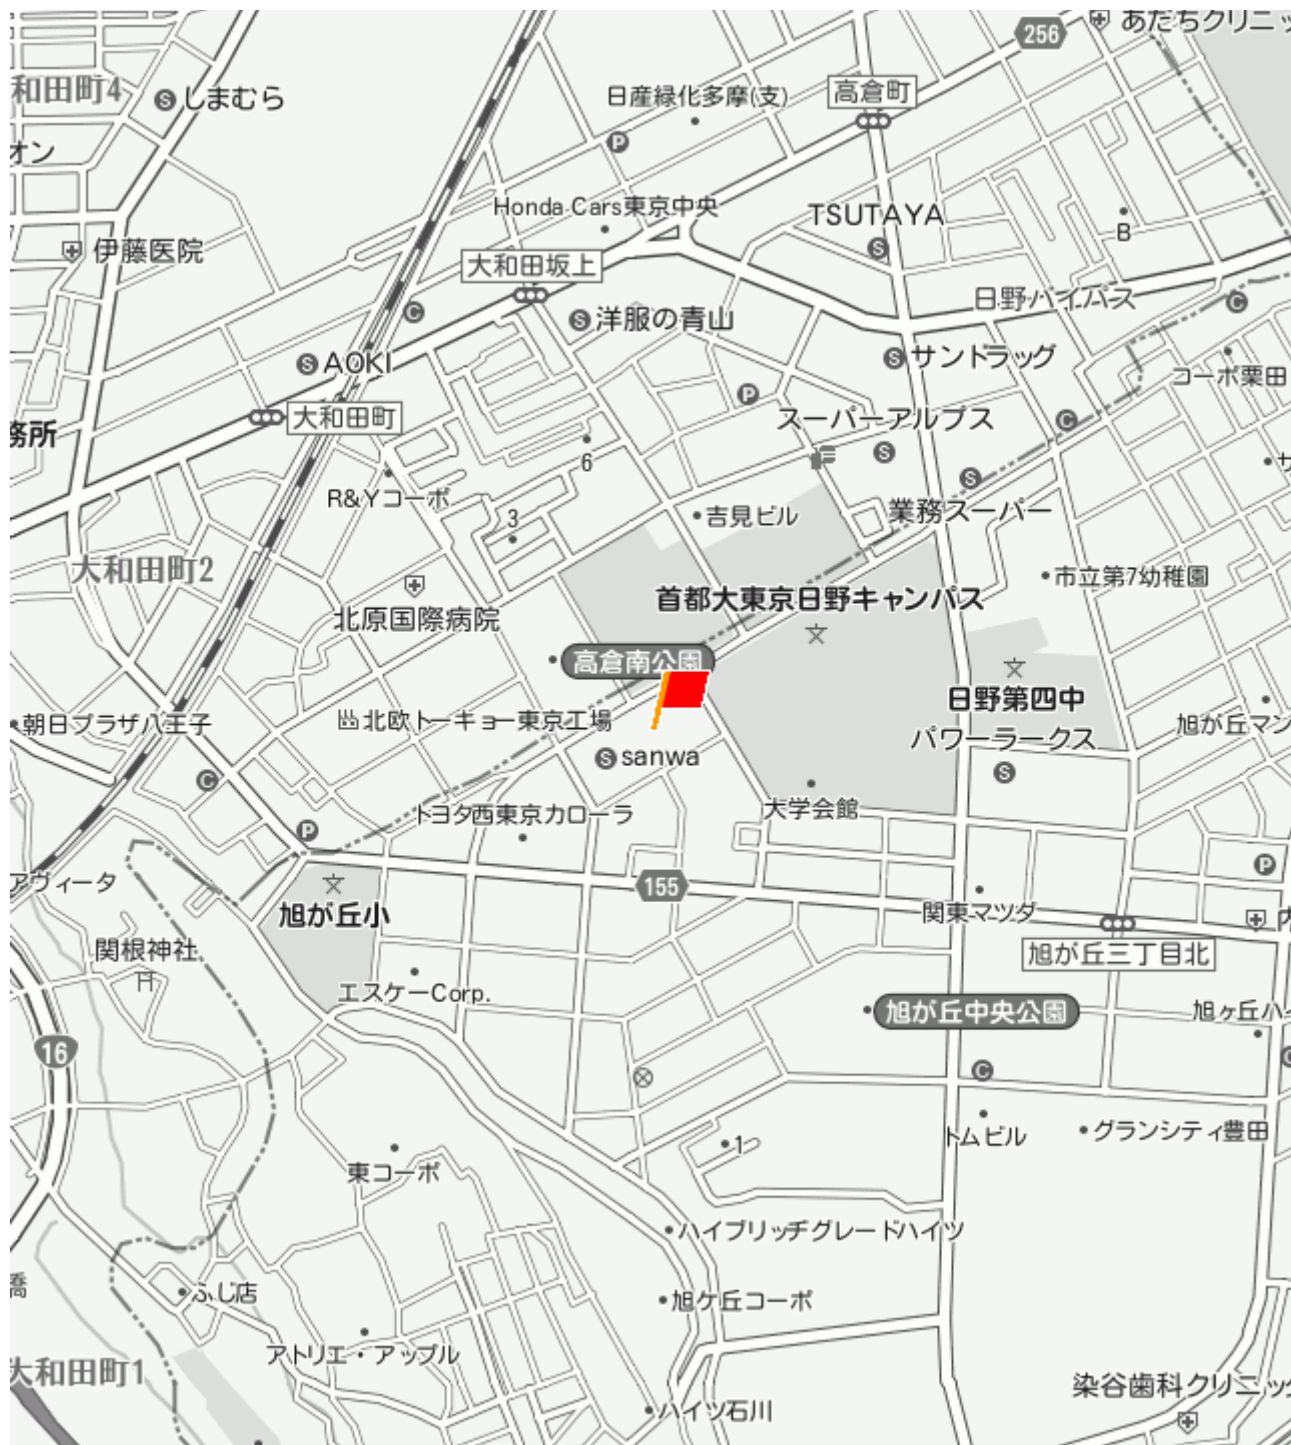 256
あだちクリニッ
和田町4
しまむら
日産緑化多摩(支)
高倉町
P
オン
Honda Cars東京中央
TSUTAYA
B
伊藤医院
大和田坂上
日野バイパス
洋服の青山
AOKI
サンドラッグ
コーポ栗田
大和田町
スーパーアルプス
務所
6
R&Yコーポ
3
吉見ビル
業務スーパー
大和田町2
市立第7幼稚園
北原国際病院
首都大東京日野キャンパス
高倉南公園
日野第四中
朝日プラザ八王子
北欧トーキョー東京工場
旭が丘マン
パワーラークス
sanwa
トヨタ西東京カローラ
大学会館
アヴィータ
155
旭が丘小
関東マツダ
内
関根神社
旭が丘三丁目北
エスケーCorp.
旭が丘中央公園
旭ヶ丘ハイ
16
トムビル
グランシティ豊田
1
東コーポ
ハイブリッヂグレードハイツ
橋
ふじ店
旭ケ丘コーポ
アトリエ・アップル
大和田町1
染谷歯科クリニック
ハイツ石川